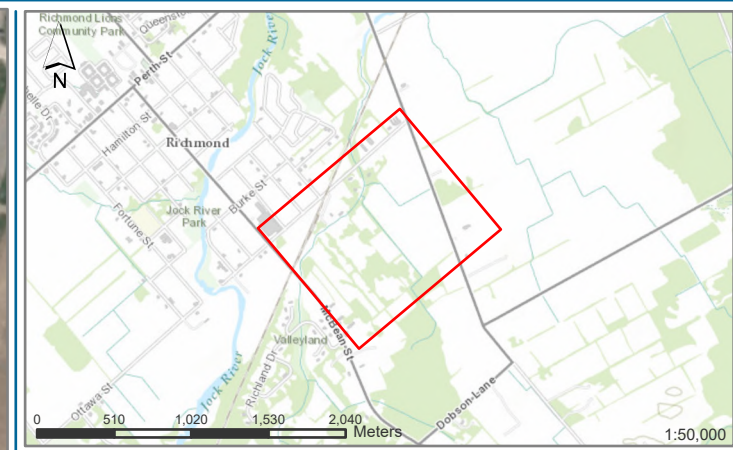 Richmond Lions
Community Park
Queenst
Jock River
Perth-St
N
Hamilton St
Richmond
Burke St
Jock River
Park
Fortune St
McBean-St
Valleyland
Richland Dr
Jock River
Ottawa-St
Dobson-Lane
0 510 1,020 1,530 2,040
Meters
1:50,000